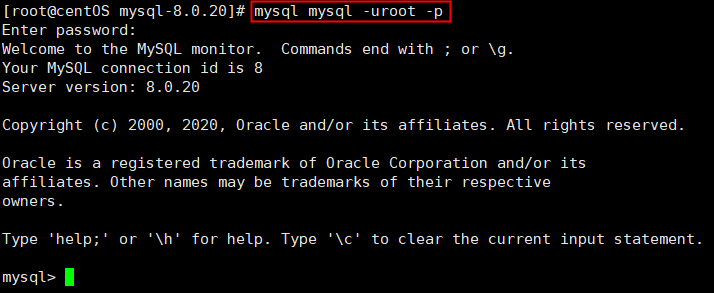 [root@centOS mysql-8.0.20]# mysql mysql -uroot -p
Enter password:
Welcome to the MySQL monitor.  Commands end with ; or \g.
Your MySQL connection id is 8
Server version: 8.0.20
Copyright (c) 2000, 2020, Oracle and/or its affiliates. All rights reserved.
Oracle is a registered trademark of Oracle Corporation and/or its
affiliates. Other names may be trademarks of their respective
owners.
Type 'help;' or '\h' for help. Type '\c' to clear the current input statement.
mysql>